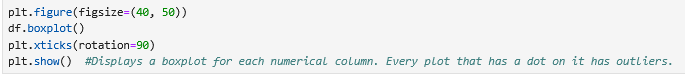 plt.figure(figsize=(40, 50))
df.boxplot()
plt.xticks(rotation=90)
plt.show()  #Displays a boxplot for each numerical column. Every plot that has a dot on it has outliers.